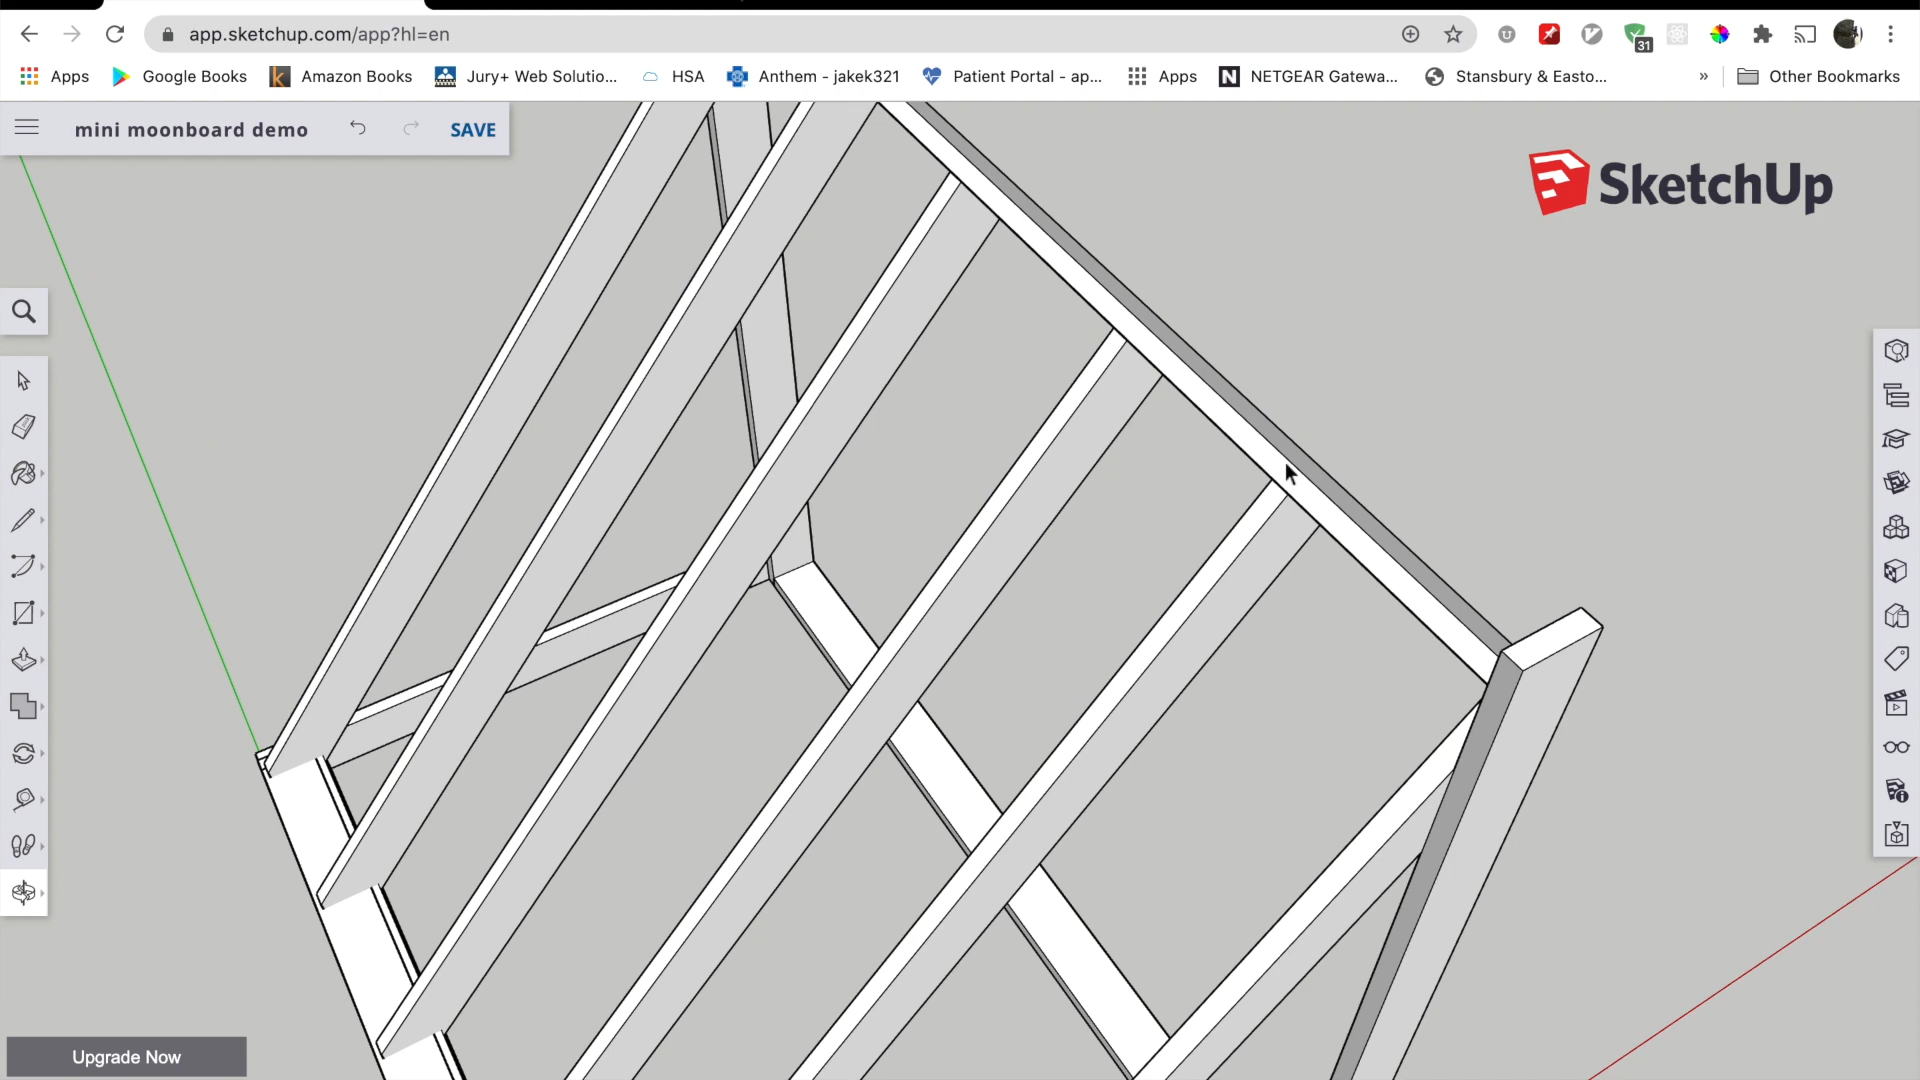 app.sketchup.com/app?hl=en
31
Apps Google Books Amazon Books Jury+ Web Solutio... HSA Anthem - jakek321 Patient Portal - ap... Apps NETGEAR Gatewa... Stansbury & Easto... » Other Bookmarks
mini moonboard demo SAVE
SketchUp
Upgrade Now